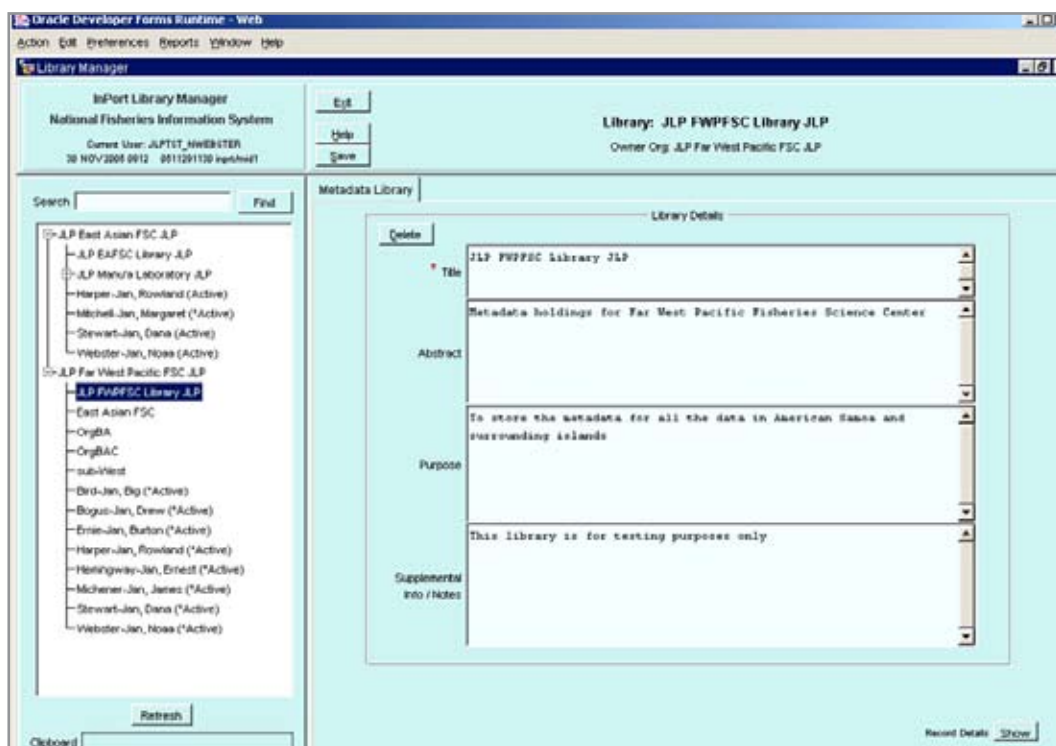 Oracle Developer Forms Runtime - Web
Action Edit Preferences Reports Window Help
Library Manager
InPort Library Manager
National Fisheries Information System
Current User: JLPTST_NWEBSTER
30 NOV/2005 0912
Exit
Help
Save
Library: JLP FWPFSC Library JLP
Owner Org: JLP Far West Pacific FSC JLP
Search
Find
JLP East Asian FSC JLP
JLP EAFSC Library JLP
JLP Manu'a Laboratory JLP
Harper-Jan, Rowland (Active)
Mitchell-Jan, Margaret (*Active)
Stewart-Jan, Dana (Active)
Webster-Jan, Noaa (Active)
JLP Far West Pacific FSC JLP
JLP FWPFSC Library JLP
East Asian FSC
OrgBA
OrgBAC
sub-West
Bird-Jan, Big (*Active)
Bogus-Jan, Drew (*Active)
Ernie-Jan, Burton (*Active)
Harper-Jan, Rowland (*Active)
Hemingway-Jan, Ernest (*Active)
Michener-Jan, James (*Active)
Stewart-Jan, Dana (*Active)
Webster-Jan, Noaa (*Active)
Refresh
Clipboard
Metadata Library
Library Details
Delete
* Title
JLP FWPFSC Library JLP
Abstract
Metadata holdings for Far West Pacific Fisheries Science Center
Purpose
To store the metadata for all the data in American Samoa and
surrounding islands
Supplemental
Info / Notes
This library is for testing purposes only
Record Details
Show